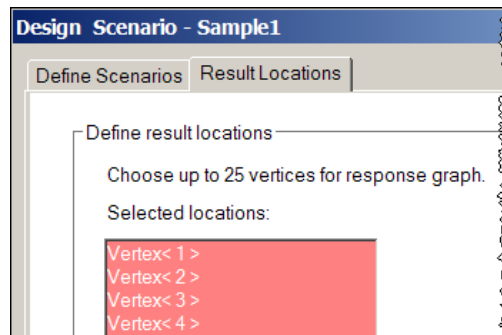 Design Scenario - Sample1
Define Scenarios Result Locations
Define result locations
Choose up to 25 vertices for response graph.
Selected locations:
Vertex< 1 >
Vertex< 2 >
Vertex< 3 >
Vertex< 4 >